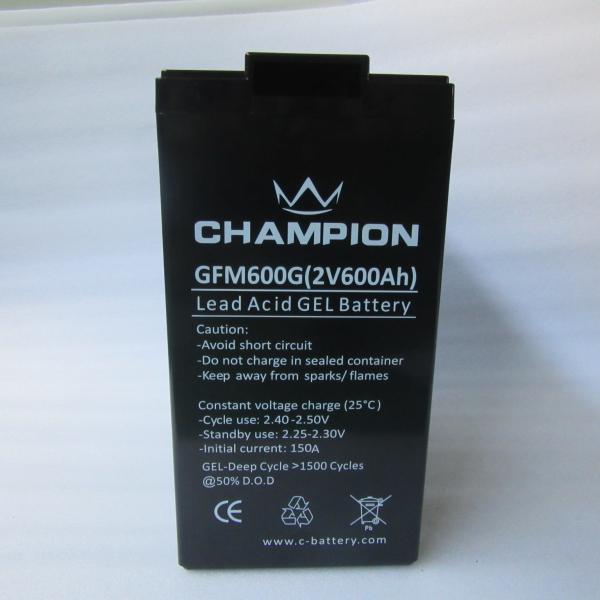 CHAMPION
GFM600G(2V600Ah)
Lead Acid GEL Battery
Caution:
-Avoid short circuit
-Do not charge in sealed container
-Keep away from sparks/ flames
Constant voltage charge (25°C)
-Cycle use: 2.40-2.50V
-Standby use: 2.25-2.30V
-Initial current: 150A
GEL-Deep Cycle >1500 Cycles
@50% D.O.D
CE
Pb
www.c-battery.com